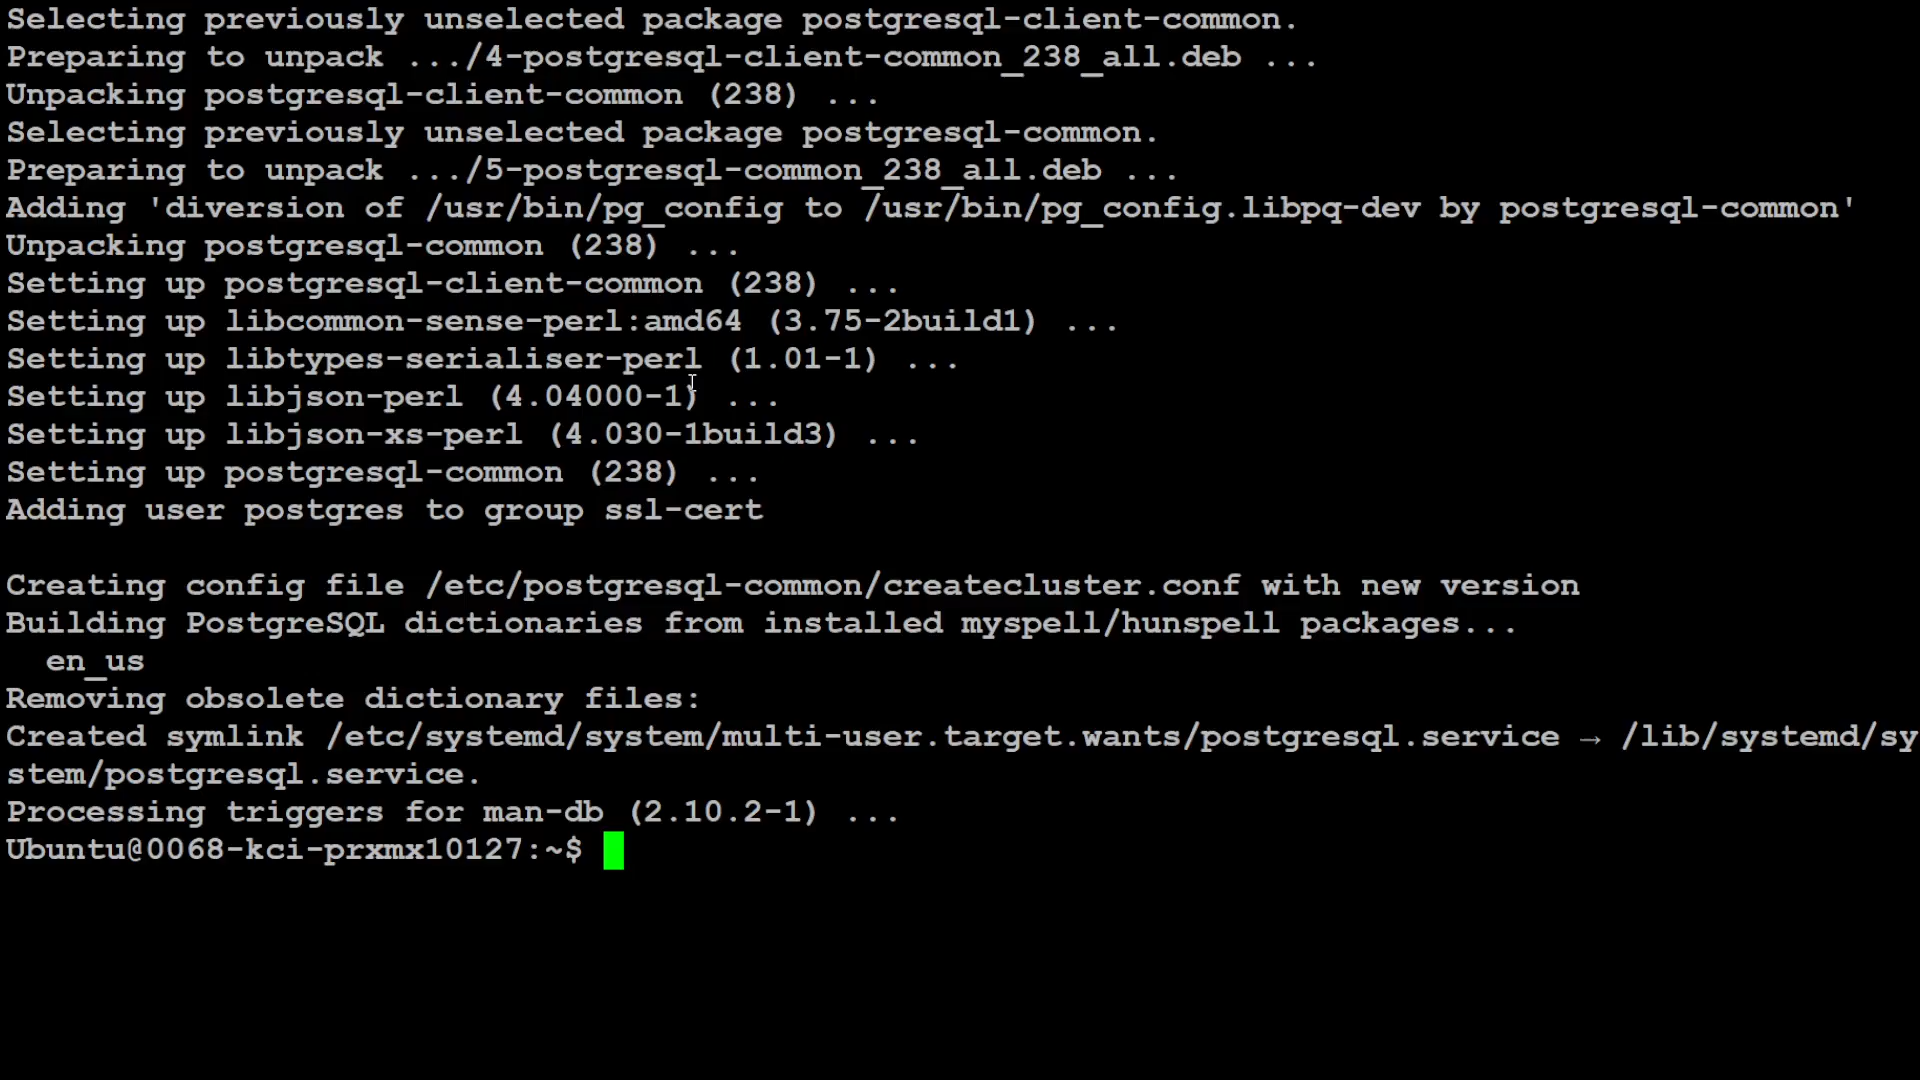 Selecting previously unselected package postgresql-client-common.
Preparing to unpack .../4-postgresql-client-common_238_all.deb ...
Unpacking postgresql-client-common (238) ...
Selecting previously unselected package postgresql-common.
Preparing to unpack .../5-postgresql-common_238_all.deb ...
Adding 'diversion of /usr/bin/pg_config to /usr/bin/pg_config.libpq-dev by postgresql-common'
Unpacking postgresql-common (238) ...
Setting up postgresql-client-common (238) ...
Setting up libcommon-sense-perl:amd64 (3.75-2build1) ...
Setting up libtypes-serialiser-perl (1.01-1) ...
Setting up libjson-perl (4.04000-1) ...
Setting up libjson-xs-perl (4.030-1build3) ...
Setting up postgresql-common (238) ...
Adding user postgres to group ssl-cert
Creating config file /etc/postgresql-common/createcluster.conf with new version
Building PostgreSQL dictionaries from installed myspell/hunspell packages...
  en_us
Removing obsolete dictionary files:
Created symlink /etc/systemd/system/multi-user.target.wants/postgresql.service → /lib/systemd/sy
stem/postgresql.service.
Processing triggers for man-db (2.10.2-1) ...
Ubuntu@0068-kci-prxmx10127:~$